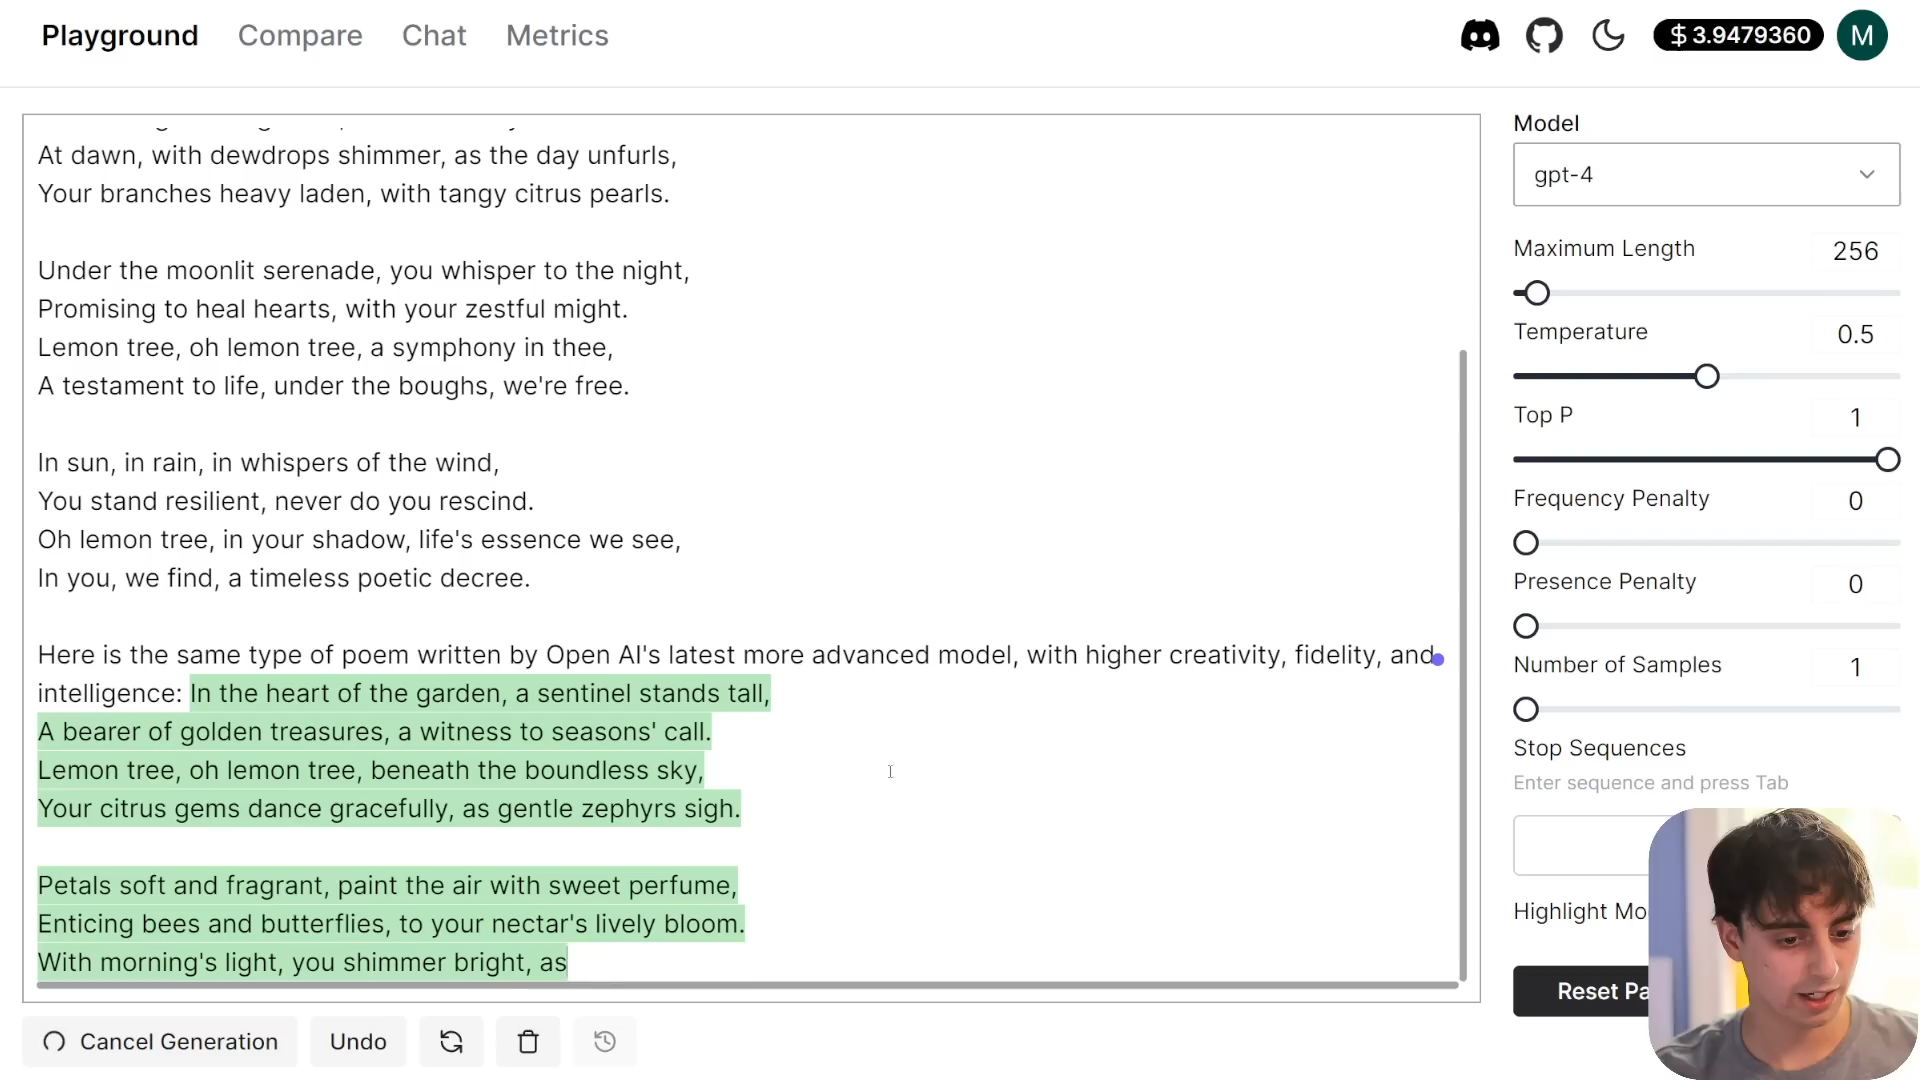 Playground Compare Chat Metrics
$ 3.9479360 M
At dawn, with dewdrops shimmer, as the day unfurls,
Your branches heavy laden, with tangy citrus pearls.
Under the moonlit serenade, you whisper to the night,
Promising to heal hearts, with your zestful might.
Lemon tree, oh lemon tree, a symphony in thee,
A testament to life, under the boughs, we're free.
In sun, in rain, in whispers of the wind,
You stand resilient, never do you rescind.
Oh lemon tree, in your shadow, life's essence we see,
In you, we find, a timeless poetic decree.
Here is the same type of poem written by Open AI's latest more advanced model, with higher creativity, fidelity, and
intelligence: In the heart of the garden, a sentinel stands tall,
A bearer of golden treasures, a witness to seasons' call.
Lemon tree, oh lemon tree, beneath the boundless sky,
Your citrus gems dance gracefully, as gentle zephyrs sigh.
Petals soft and fragrant, paint the air with sweet perfume,
Enticing bees and butterflies, to your nectar's lively bloom.
With morning's light, you shimmer bright, as
Cancel Generation Undo
Model
gpt-4
Maximum Length 256
Temperature 0.5
Top P 1
Frequency Penalty 0
Presence Penalty 0
Number of Samples 1
Stop Sequences
Enter sequence and press Tab
Highlight Mo
Reset Pa